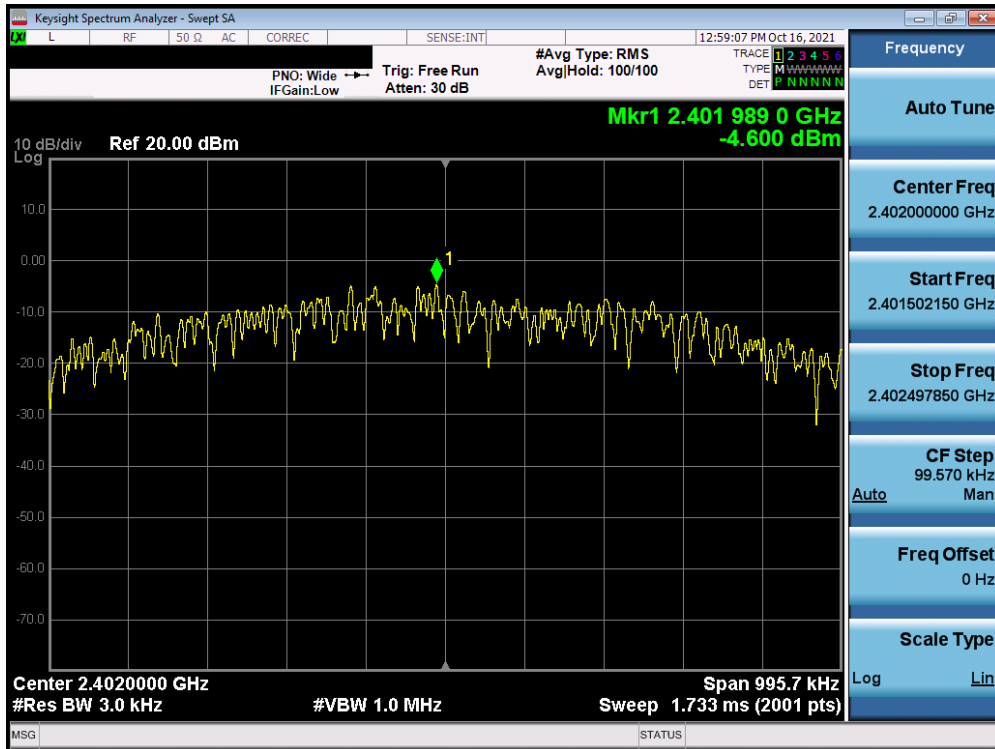 Keysight Spectrum Analyzer - Swept SA
LXI L RF 50 Ω AC CORREC SENSE:INT 12:59:07 PM Oct 16, 2021
PNO: Wide Trig: Free Run #Avg Type: RMS TRACE 1 2 3 4 5 6
IFGain:Low Atten: 30 dB Avg|Hold: 100/100 TYPE M WWWWW
DET P N N N N N
Mkr1 2.401 989 0 GHz
-4.600 dBm
10 dB/div Ref 20.00 dBm
Log
10.0
0.00
1
-10.0
-20.0
-30.0
-40.0
-50.0
-60.0
-70.0
Center 2.4020000 GHz Span 995.7 kHz
#Res BW 3.0 kHz #VBW 1.0 MHz Sweep 1.733 ms (2001 pts)
MSG STATUS
Frequency
Auto Tune
Center Freq
2.402000000 GHz
Start Freq
2.401502150 GHz
Stop Freq
2.402497850 GHz
CF Step
99.570 kHz
Auto Man
Freq Offset
0 Hz
Scale Type
Log Lin